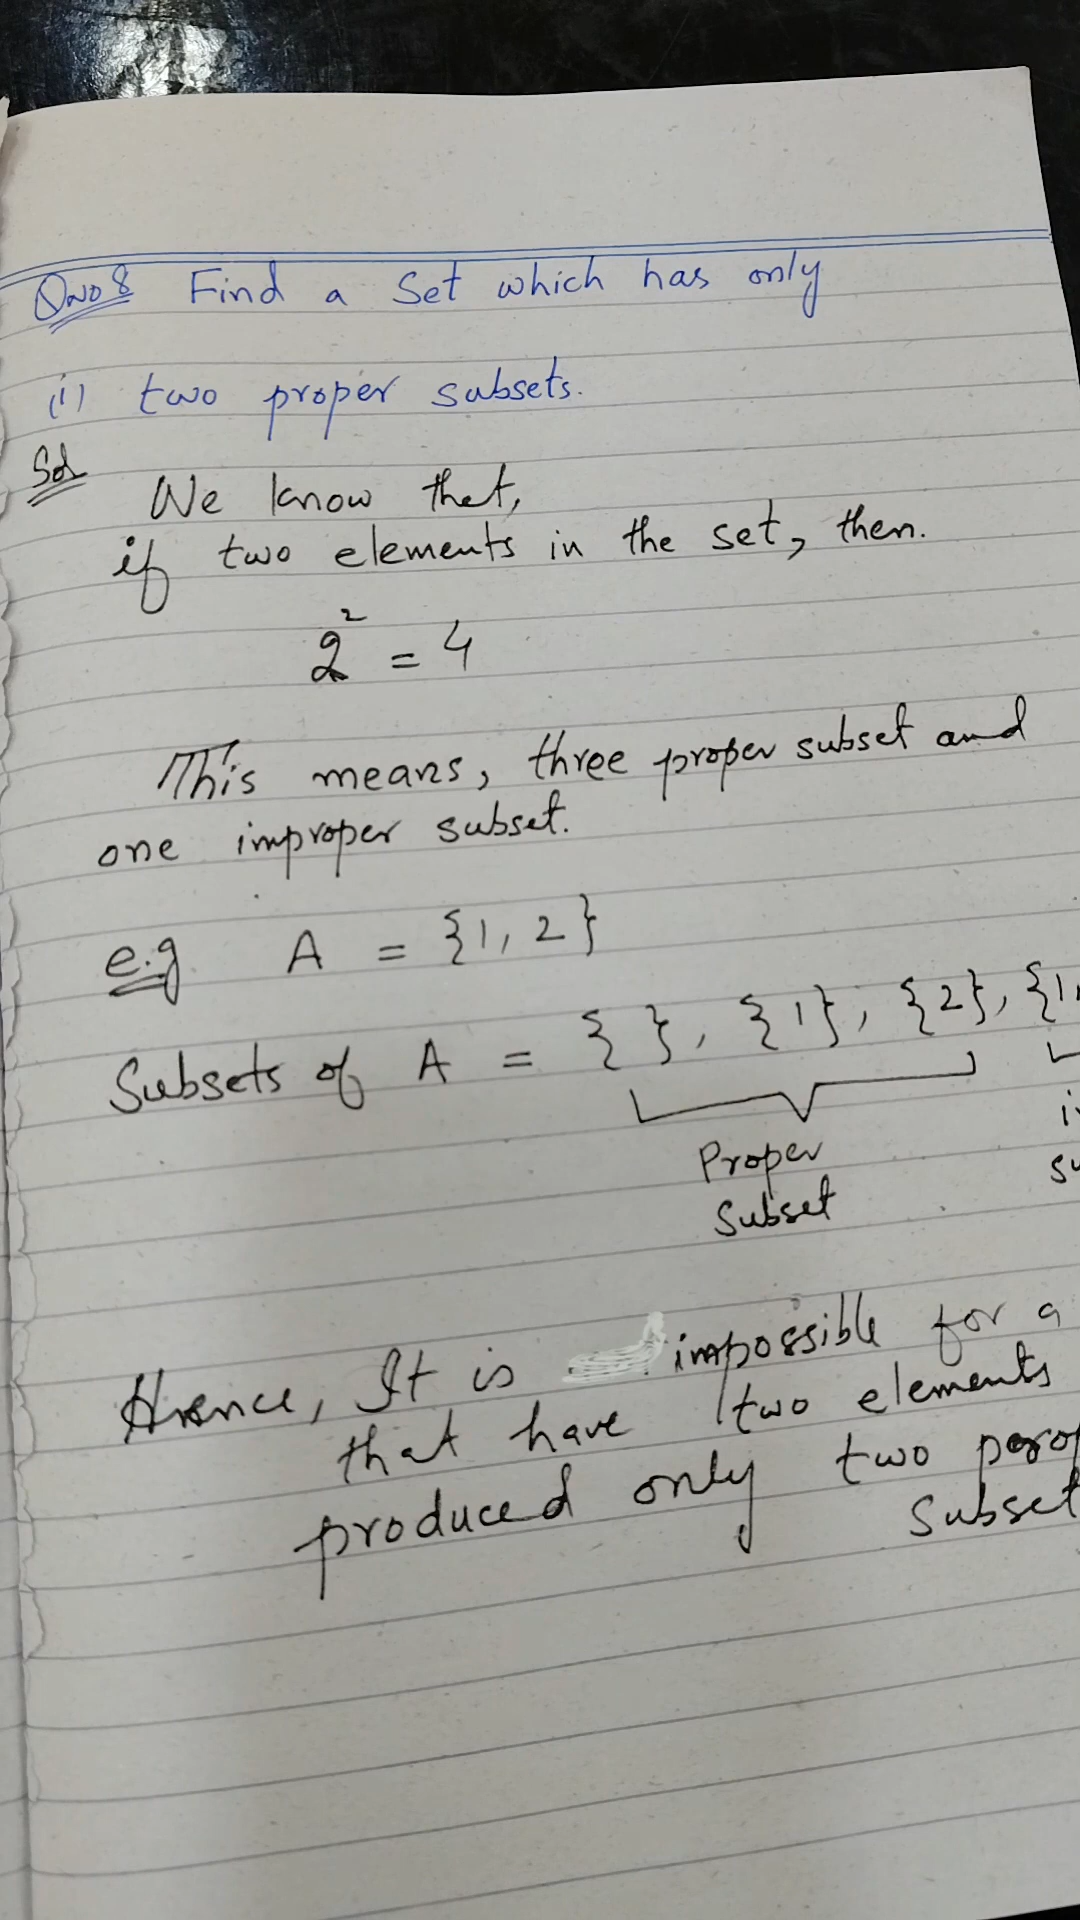 QNo8 Find a Set which has only
(i) two proper subsets.
Sol
We know that,
if two elements in the set, then.
2² = 4
This means, three proper subset and
one improper subset.
e.g A = {1, 2}
Subsets of A = { }, {1}, {2}, {1,
Proper
Subset
Hence, It is impossible for a
that have two elements
produced only two
Subset